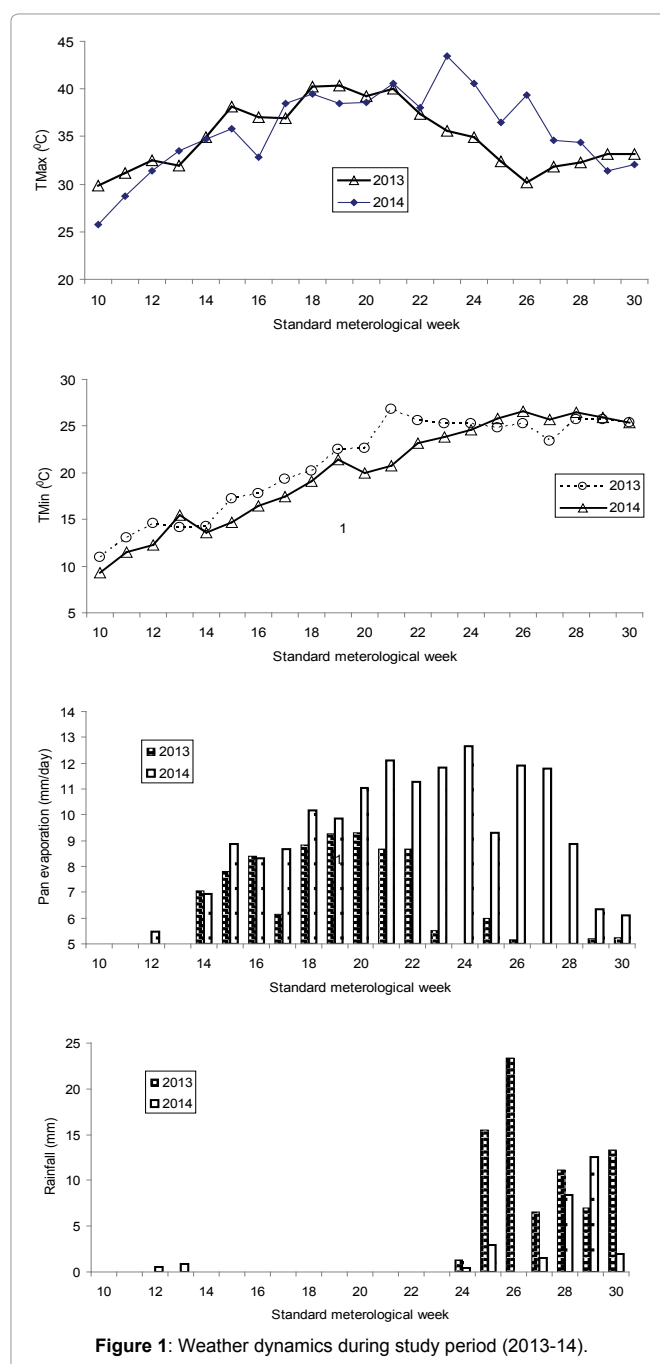 45
40
35
30
25
20
TMax (⁰C)
2013
2014
10 12 14 16 18 20 22 24 26 28 30
Standard meterological week
30
25
20
15
10
5
TMin (⁰C)
2013
2014
1
10 12 14 16 18 20 22 24 26 28 30
Standard meterological week
14
13
12
11
10
9
8
7
6
5
Pan evaporation (mm/day)
2013
2014
1
10 12 14 16 18 20 22 24 26 28 30
Standard meterological week
25
20
15
10
5
0
Rainfall (mm)
2013
2014
10 12 14 16 18 20 22 24 26 28 30
Standard meterological week
Figure 1: Weather dynamics during study period (2013-14).